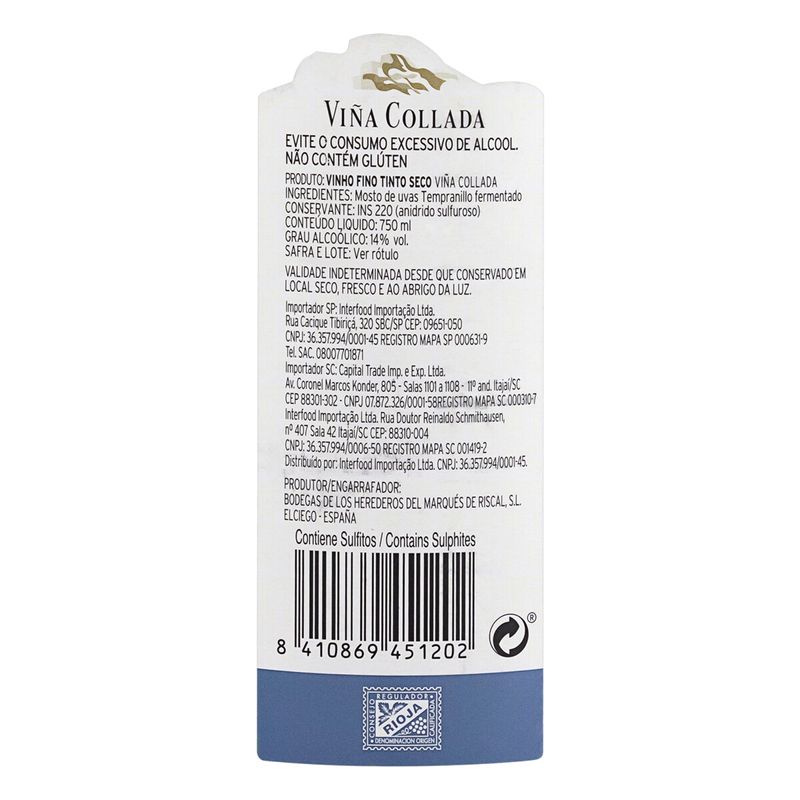 VIÑA COLLADA
EVITE O CONSUMO EXCESSIVO DE ALCOOL.
NÃO CONTÉM GLÚTEN
PRODUTO: VINHO FINO TINTO SECO VIÑA COLLADA
INGREDIENTES: Mosto de uvas Tempranillo fermentado
CONSERVANTE: INS 220 (anidrido sulfuroso)
CONTEÚDO LIQUIDO: 750 ml
GRAU ALCOÓLICO: 14% vol.
SAFRA E LOTE: Ver rótulo
VALIDADE INDETERMINADA DESDE QUE CONSERVADO EM
LOCAL SECO, FRESCO E AO ABRIGO DA LUZ.
Importador SP: Interfood Importação Ltda.
Rua Cacique Tibiriçá, 320 SBC/SP CEP: 09651-050
CNPJ: 36.357.994/0001-45 REGISTRO MAPA SP 000631-9
Tel. SAC. 08007701871
Importador SC: Capital Trade Imp. e Exp. Ltda.
Av. Coronel Marcos Konder, 805 - Salas 1101 a 1108 - 11º and. Itajaí/SC
CEP 88301-302 - CNPJ 07.872.326/0001-58REGISTRO MAPA SC 000310-7
Interfood Importação Ltda. Rua Doutor Reinaldo Schmithausen,
nº 407 Sala 42 Itajaí/SC CEP: 88310-004
CNPJ: 36.357.994/0006-50 REGISTRO MAPA SC 001419-2
Distribuído por: Interfood Importação Ltda. CNPJ: 36.357.994/0001-45.
PRODUTOR/ENGARRAFADOR:
BODEGAS DE LOS HEREDEROS DEL MARQUÉS DE RISCAL, S.L.
ELCIEGO - ESPAÑA
Contiene Sulfitos / Contains Sulphites
8 410869 451202
®
CONSEJO REGULADOR
RIOJA
DENOMINACION ORIGEN CALIFICADA